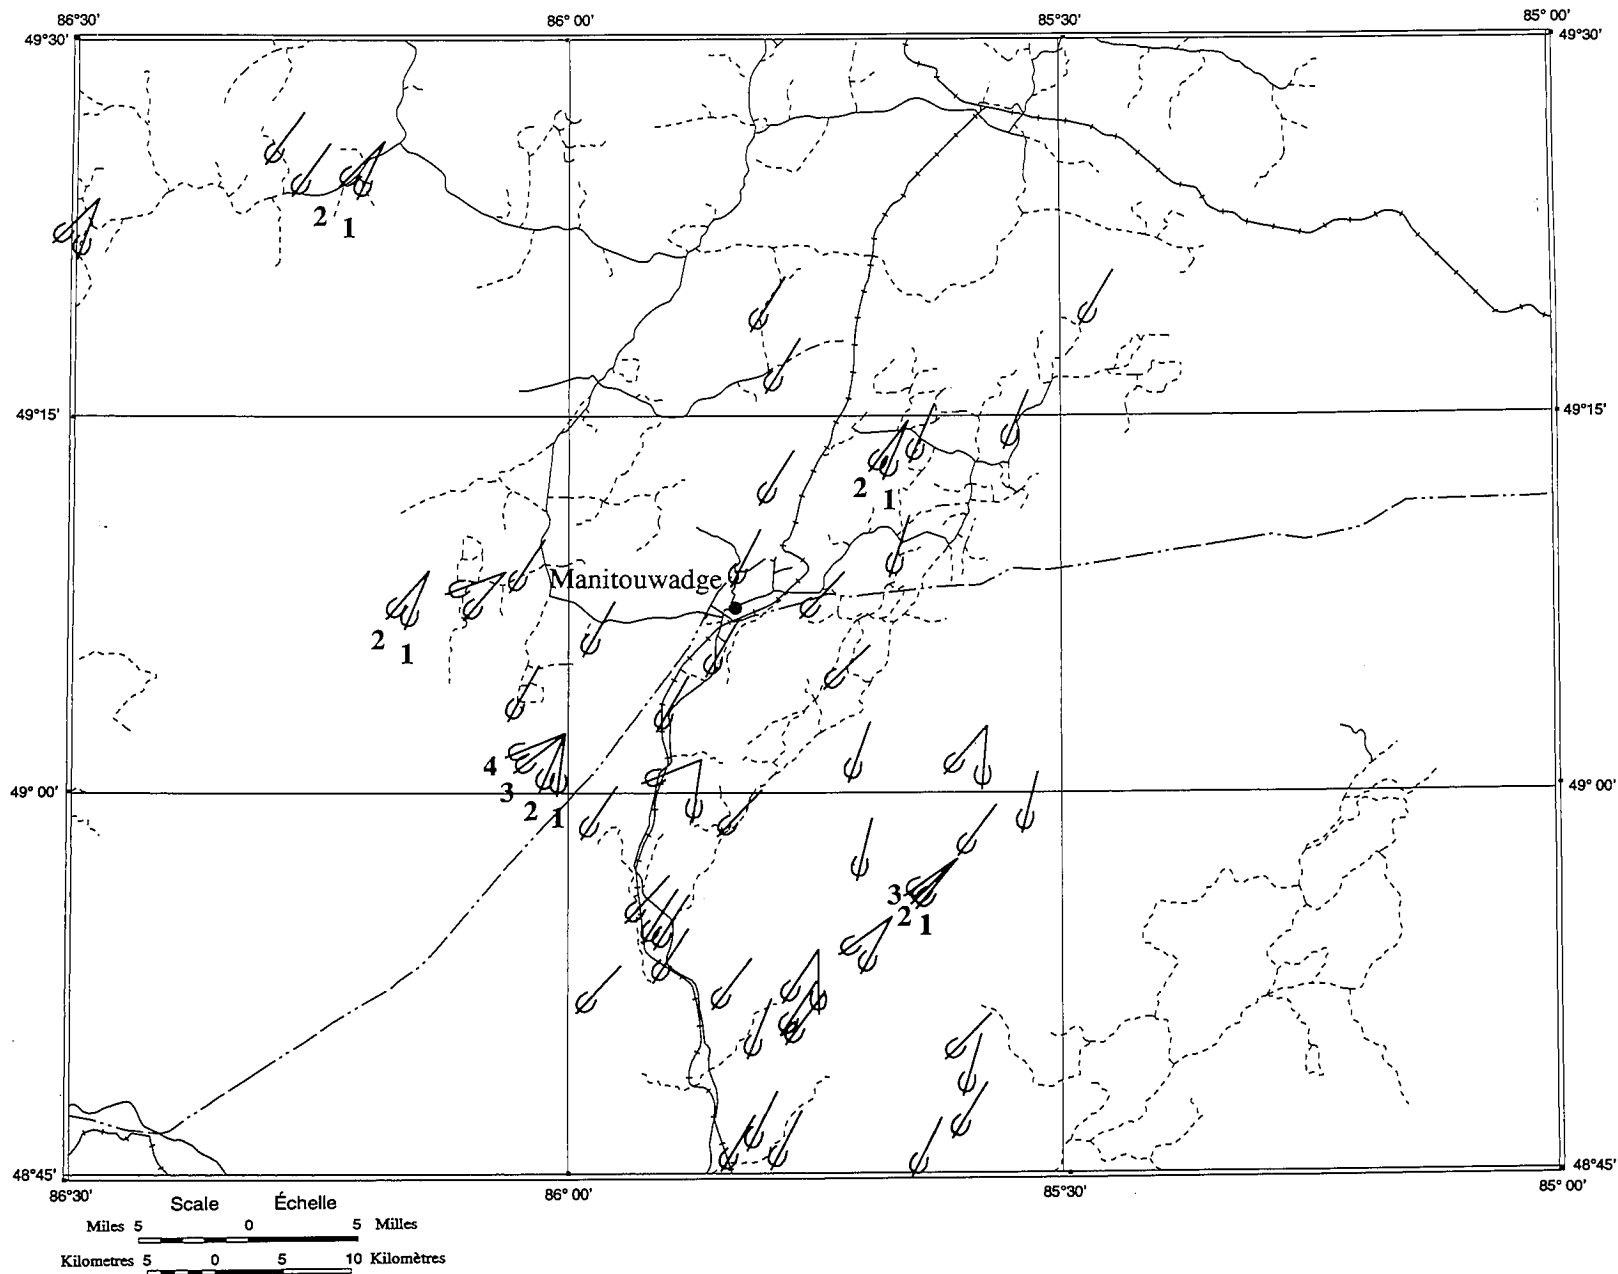 86°30' 86° 00' 85°30' 85° 00'
49°30' 49°30'
2 1
49°15' 49°15'
2 1
Manitouwadge
2 1
4 3 2 1
49° 00' 49° 00'
3 2 1
48°45' 48°45'
86°30' 86° 00' 85°30' 85° 00'
Scale Échelle
Miles 5 0 5 Milles
Kilometres 5 0 5 10 Kilomètres